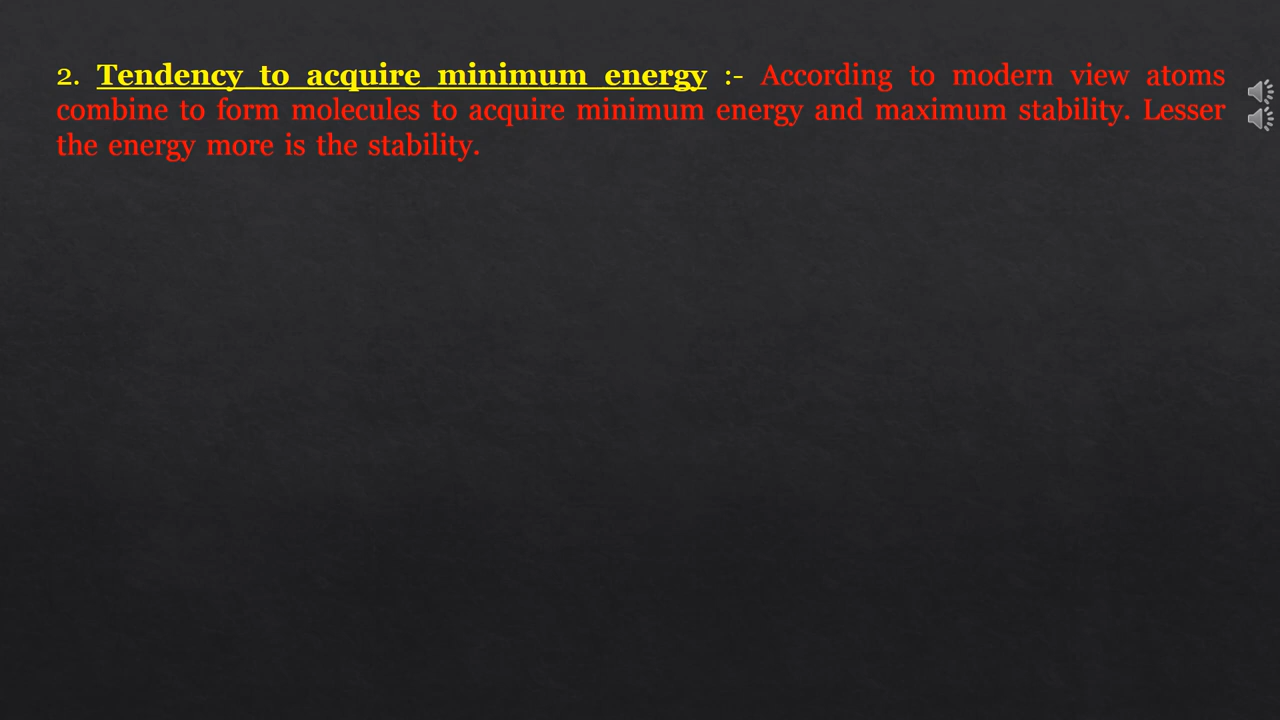 2. Tendency to acquire minimum energy :- According to modern view atoms
combine to form molecules to acquire minimum energy and maximum stability. Lesser
the energy more is the stability.